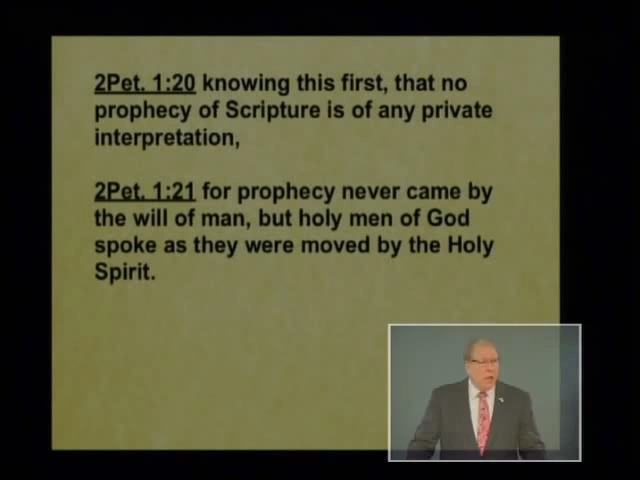 2Pet. 1:20 knowing this first, that no
prophecy of Scripture is of any private
interpretation,
2Pet. 1:21 for prophecy never came by
the will of man, but holy men of God
spoke as they were moved by the Holy
Spirit.